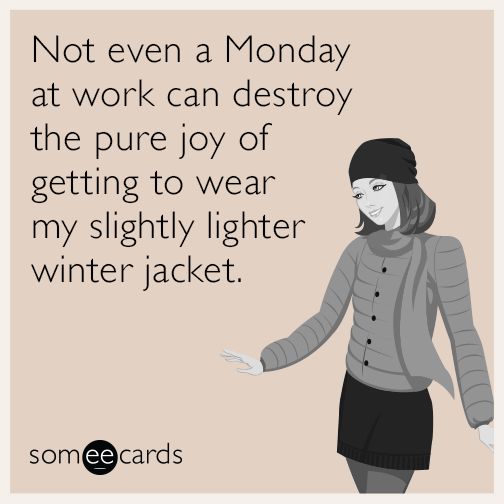 Not even a Monday
at work can destroy
the pure joy of
getting to wear
my slightly lighter
winter jacket.
someecards